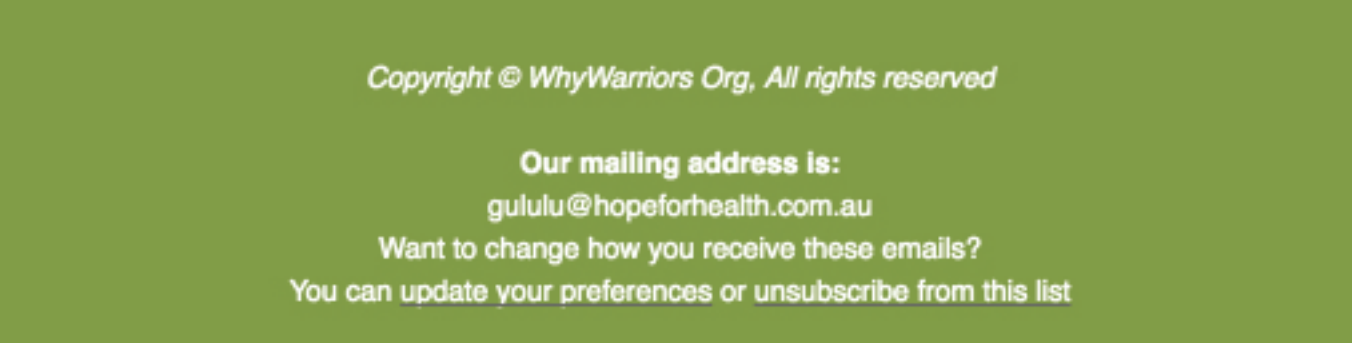 Copyright © WhyWarriors Org, All rights reserved
Our mailing address is:
gululu@hopeforhealth.com.au
Want to change how you receive these emails?
You can update your preferences or unsubscribe from this list